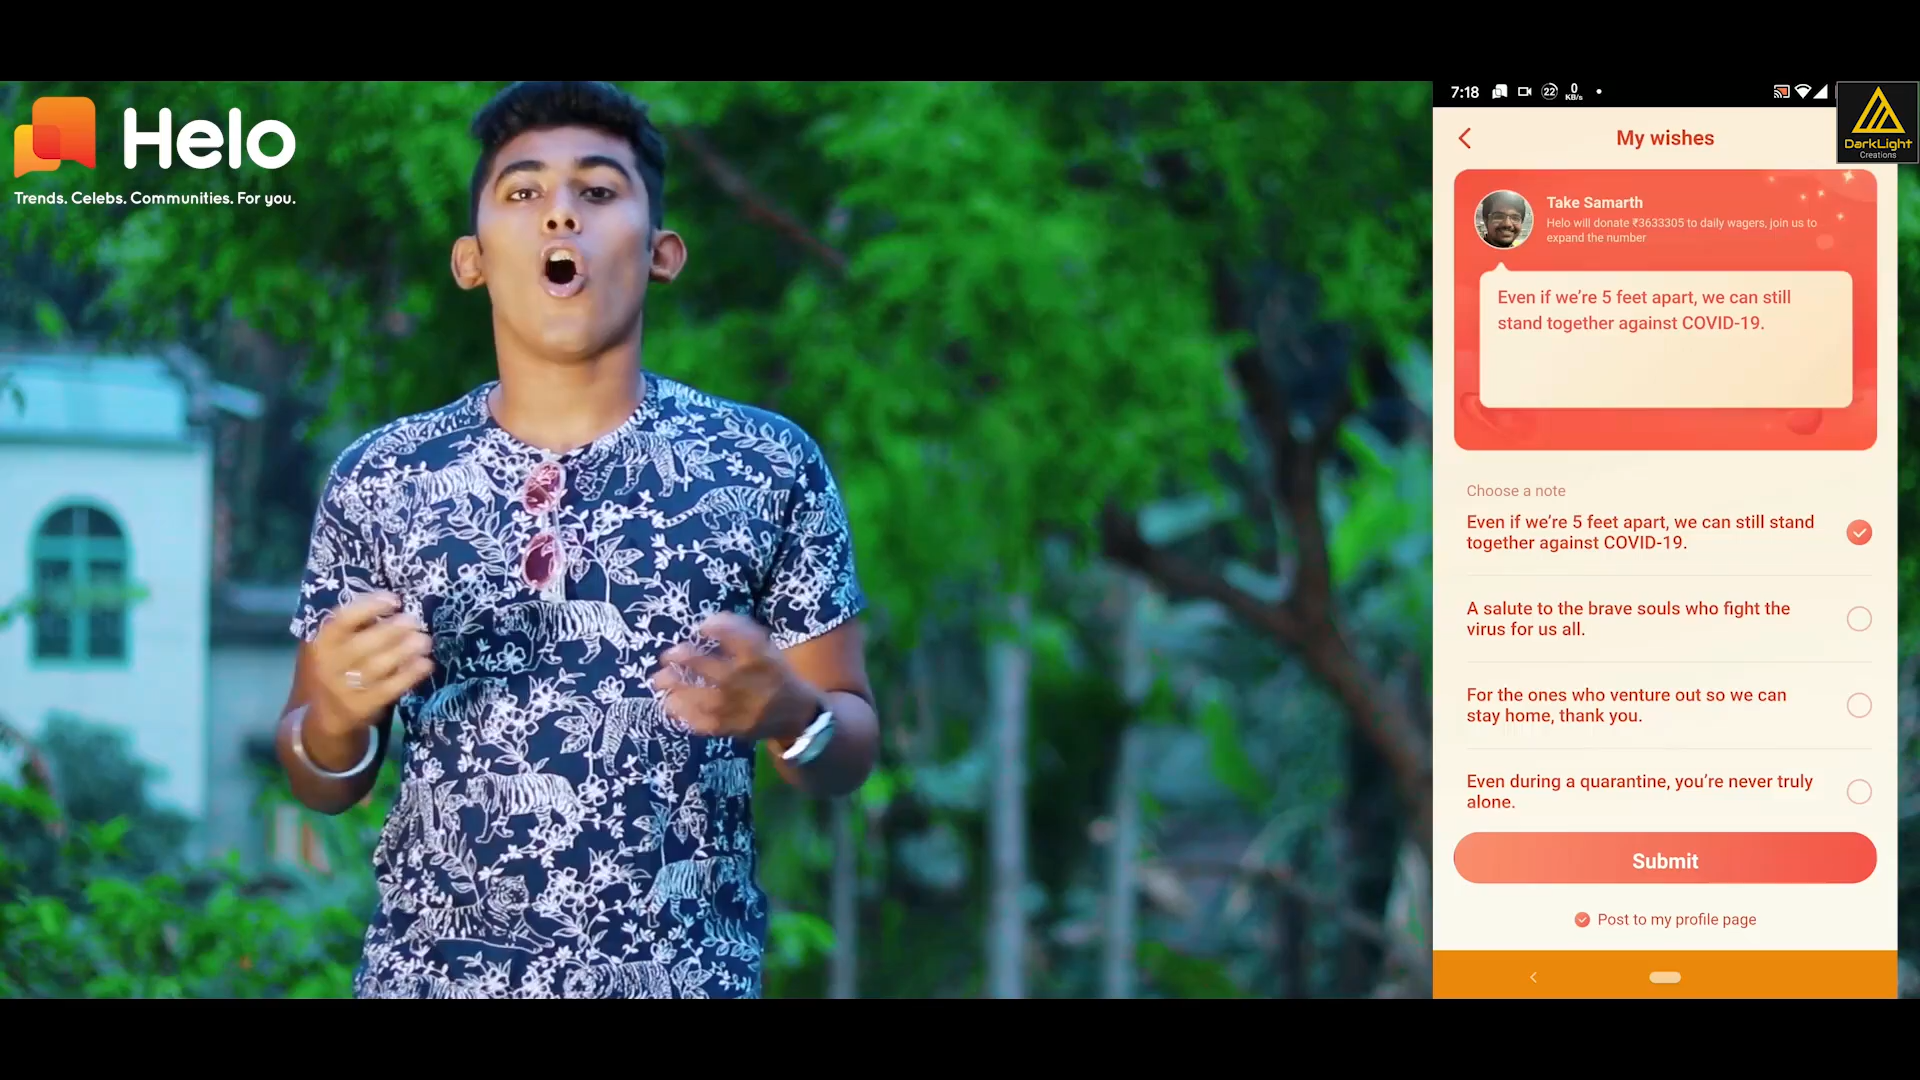 Helo
Trends. Celebs. Communities. For you.
7:18
22
0
KB/s
DarkLight
Creations
My wishes
Take Samarth
Helo will donate ₹3633305 to daily wagers, join us to
expand the number
Even if we’re 5 feet apart, we can still
stand together against COVID-19.
Choose a note
Even if we’re 5 feet apart, we can still stand
together against COVID-19.
A salute to the brave souls who fight the
virus for us all.
For the ones who venture out so we can
stay home, thank you.
Even during a quarantine, you’re never truly
alone.
Submit
Post to my profile page